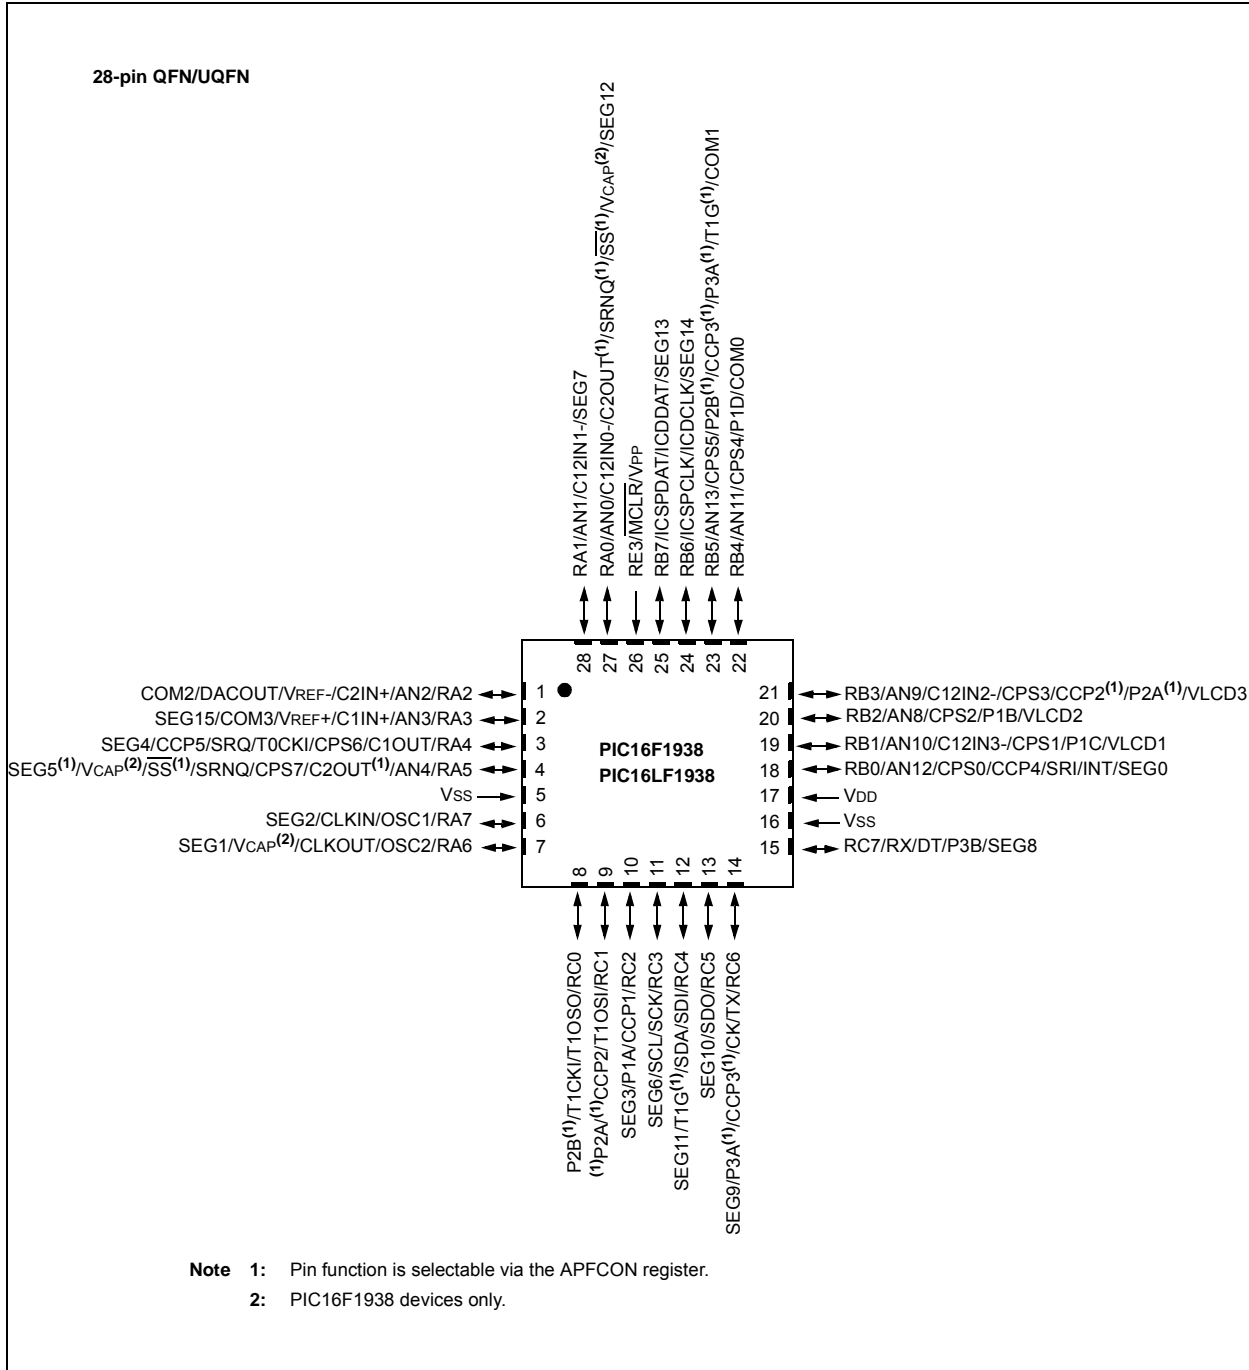 28-pin QFN/UQFN
RA1/AN1/C12IN1-/SEG7
RA0/AN0/C12IN0-/C2OUT(1)/SRNQ(1)/SS(1)/VCAP(2)/SEG12
RE3/MCLR/VPP
RB7/ICSPDAT/ICDDAT/SEG13
RB6/ICSPCLK/ICDCLK/SEG14
RB5/AN13/CPS5/P2B(1)/CCP3(1)/P3A(1)/T1G(1)/COM1
RB4/AN11/CPS4/P1D/COM0
28
27
26
25
24
23
22
COM2/DACOUT/VREF-/C2IN+/AN2/RA2
1
SEG15/COM3/VREF+/C1IN+/AN3/RA3
2
SEG4/CCP5/SRQ/T0CKI/CPS6/C1OUT/RA4
3
SEG5(1)/VCAP(2)/SS(1)/SRNQ/CPS7/C2OUT(1)/AN4/RA5
4
VSS
5
SEG2/CLKIN/OSC1/RA7
6
SEG1/VCAP(2)/CLKOUT/OSC2/RA6
7
PIC16F1938
PIC16LF1938
21
RB3/AN9/C12IN2-/CPS3/CCP2(1)/P2A(1)/VLCD3
20
RB2/AN8/CPS2/P1B/VLCD2
19
RB1/AN10/C12IN3-/CPS1/P1C/VLCD1
18
RB0/AN12/CPS0/CCP4/SRI/INT/SEG0
17
VDD
16
VSS
15
RC7/RX/DT/P3B/SEG8
8
9
10
11
12
13
14
P2B(1)/T1CKI/T1OSO/RC0
(1)P2A/(1)CCP2/T1OSI/RC1
SEG3/P1A/CCP1/RC2
SEG6/SCL/SCK/RC3
SEG11/T1G(1)/SDA/SDI/RC4
SEG10/SDO/RC5
SEG9/P3A(1)/CCP3(1)/CK/TX/RC6
Note 1: Pin function is selectable via the APFCON register.
2: PIC16F1938 devices only.